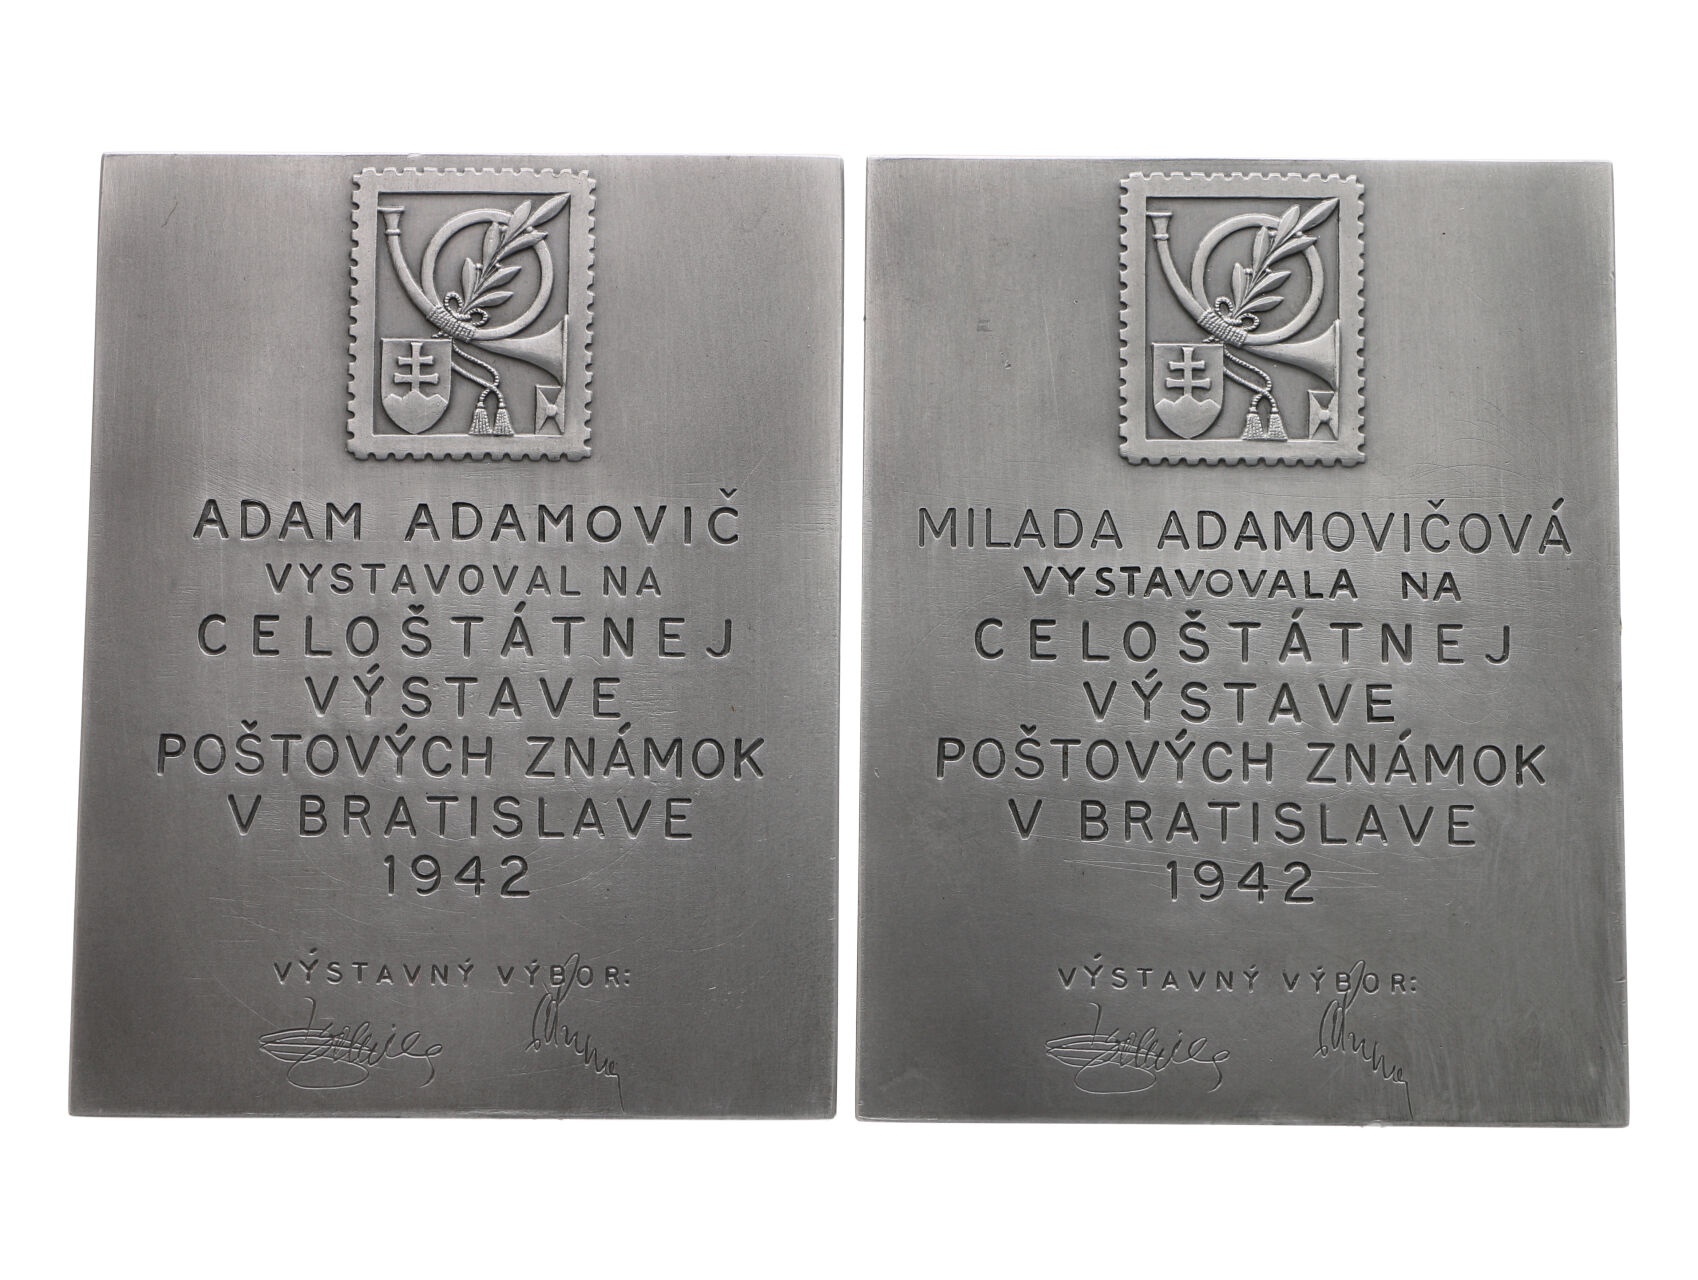 ADAM ADAMOVIČ
VYSTAVOVAL NA
CELOŠTÁTNEJ
VÝSTAVE
POŠTOVÝCH ZNÁMOK
V BRATISLAVE
1942
VÝSTAVNÝ VÝBOR:
MILADA ADAMOVIČOVÁ
VYSTAVOVALA NA
CELOŠTÁTNEJ
VÝSTAVE
POŠTOVÝCH ZNÁMOK
V BRATISLAVE
1942
VÝSTAVNÝ VÝBOR: